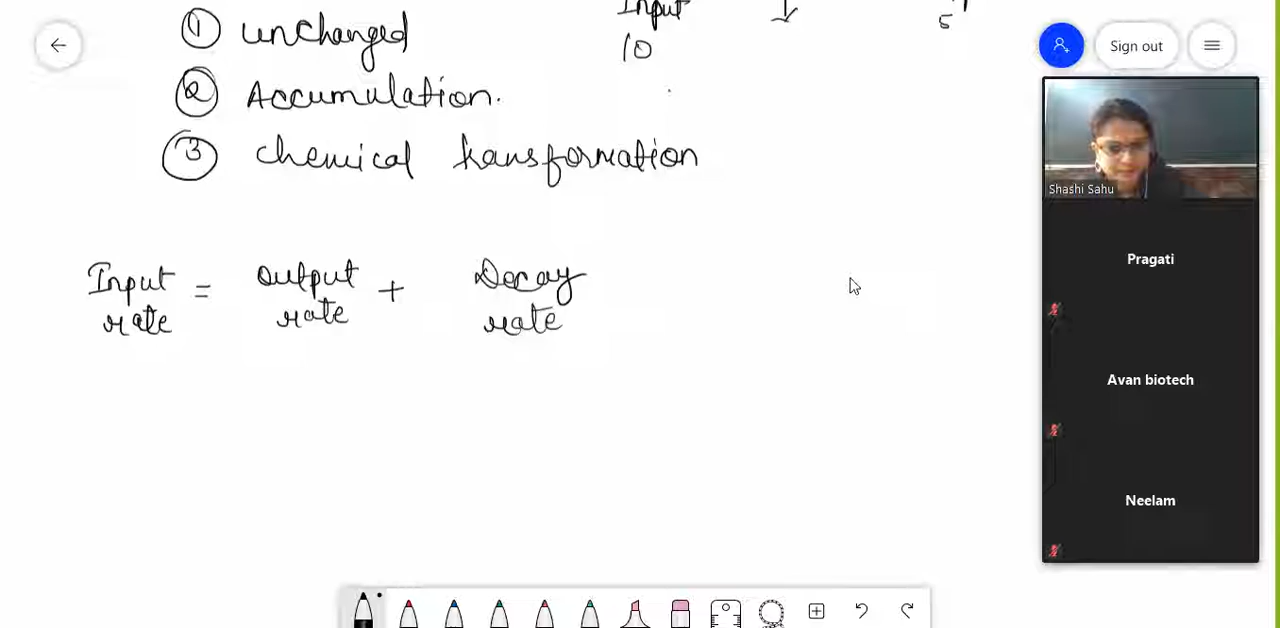 ① unchanged
② Accumulation.
③ chemical transformation
Input
10
5
Input rate = output rate + Decay rate
Sign out
Shashi Sahu
Pragati
Avan biotech
Neelam